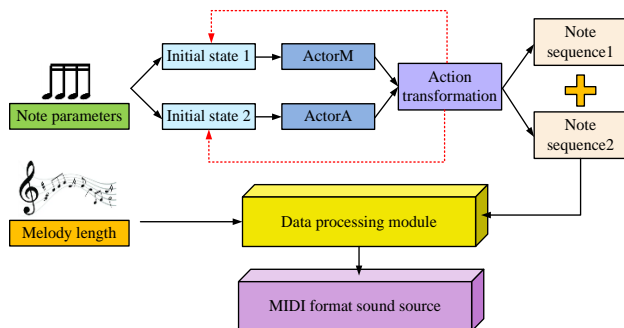 Initial state 1
ActorM
Action
transformation
Note
sequence1
Note parameters
Initial state 2
ActorA
Note
sequence2
Melody length
Data processing module
MIDI format sound source